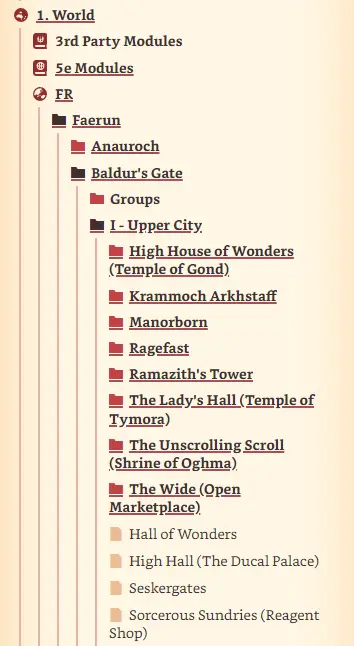 1. World
3rd Party Modules
5e Modules
FR
Faerun
Anauroch
Baldur's Gate
Groups
I - Upper City
High House of Wonders
(Temple of Gond)
Krammoch Arkhstaff
Manorborn
Ragefast
Ramazith's Tower
The Lady's Hall (Temple of
Tymora)
The Unscrolling Scroll
(Shrine of Oghma)
The Wide (Open
Marketplace)
Hall of Wonders
High Hall (The Ducal Palace)
Seskergates
Sorcerous Sundries (Reagent
Shop)